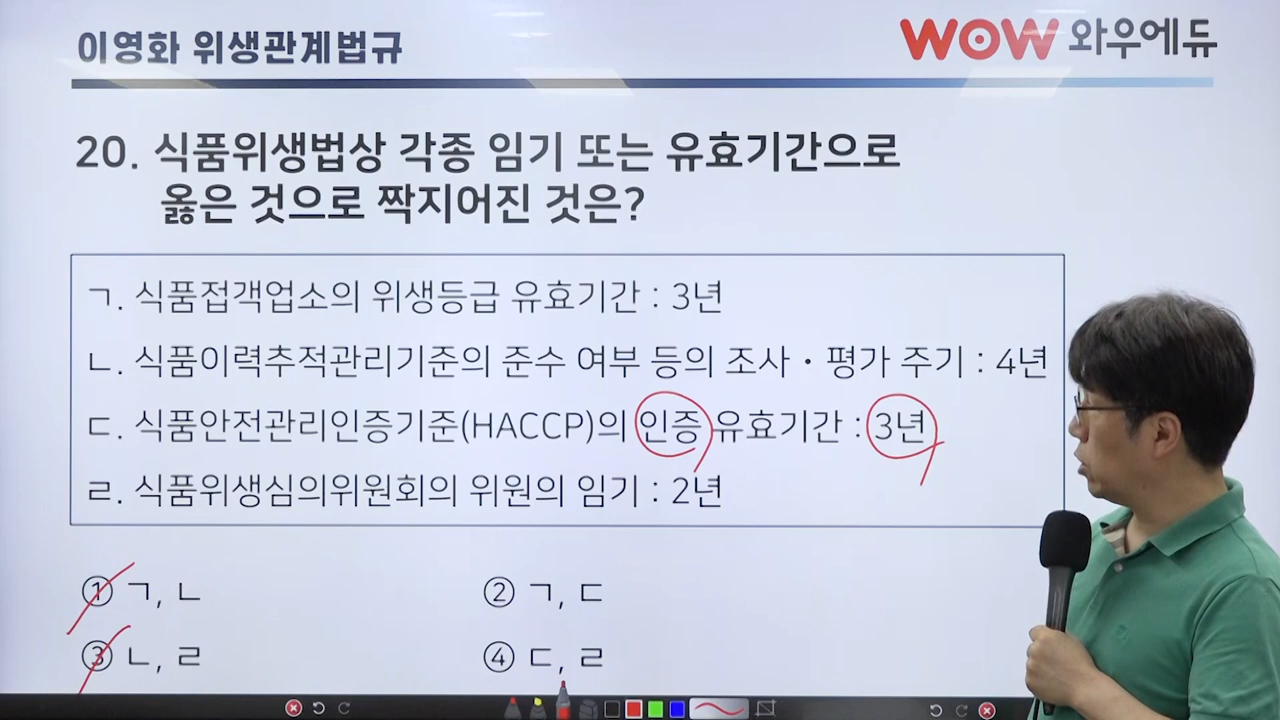 이영화 위생관계법규
WOW 와우에듀
20. 식품위생법상 각종 임기 또는 유효기간으로
옳은 것으로 짝지어진 것은?
ㄱ. 식품접객업소의 위생등급 유효기간 : 3년
ㄴ. 식품이력추적관리기준의 준수 여부 등의 조사・평가 주기 : 4년
ㄷ. 식품안전관리인증기준(HACCP)의 인증 유효기간 : 3년
ㄹ. 식품위생심의위원회의 위원의 임기 : 2년
① ㄱ, ㄴ ② ㄱ, ㄷ
③ ㄴ, ㄹ ④ ㄷ, ㄹ